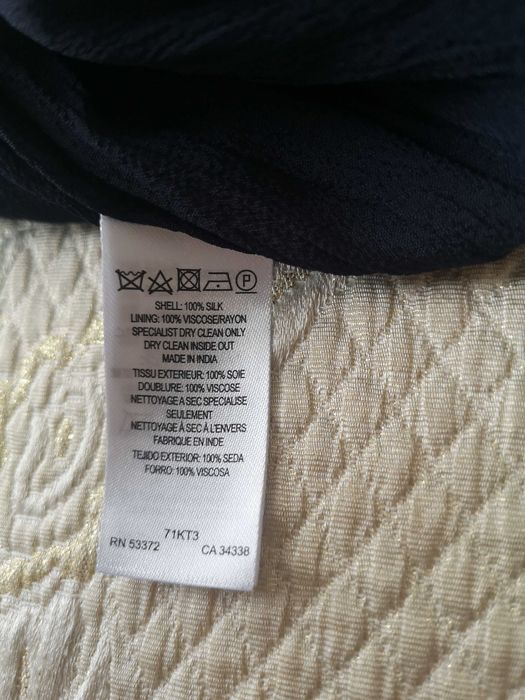 P
SHELL: 100% SILK
LINING: 100% VISCOSE/RAYON
SPECIALIST DRY CLEAN ONLY
DRY CLEAN INSIDE OUT
MADE IN INDIA
TISSU EXTERIEUR: 100% SOIE
DOUBLURE: 100% VISCOSE
NETTOYAGE A SEC SPECIALISE
SEULEMENT
NETTOYAGE À SEC À L'ENVERS
FABRIQUE EN INDE
TEJIDO EXTERIOR: 100% SEDA
FORRO: 100% VISCOSA
71KT3
RN 53372 CA 34338